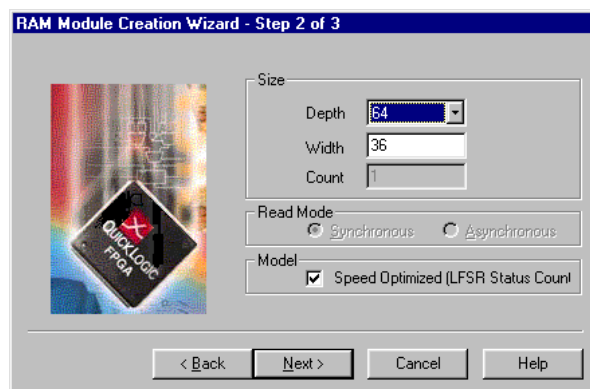 RAM Module Creation Wizard - Step 2 of 3
Size
Depth 64
Width 36
Count 1
Read Mode
Synchronous Asynchronous
Model
Speed Optimized (LFSR Status Count
QUICKLOGIC
FPGA
< Back Next > Cancel Help